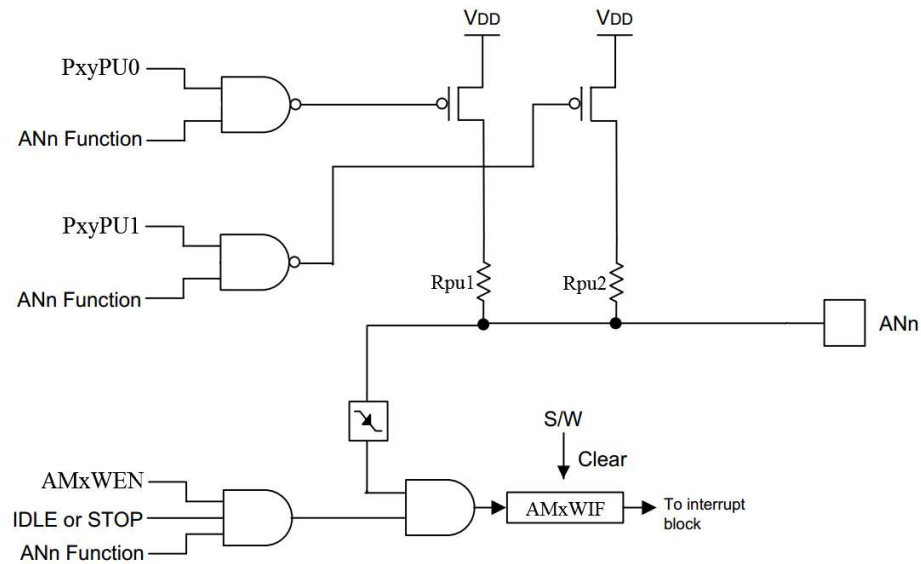 VDD
VDD
PxyPU0
ANn Function
PxyPU1
ANn Function
Rpu1
Rpu2
ANn
S/W
Clear
AMxWEN
IDLE or STOP
ANn Function
AMxWIF
To interrupt
block